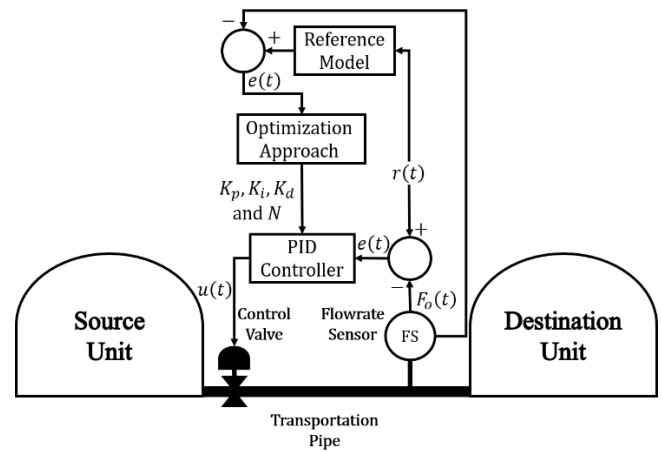 −
+
Reference
Model
e(t)
Optimization
Approach
r(t)
K_p, K_i, K_d
and N
+
e(t)
PID
Controller
−
u(t)
F_o(t)
Control
Valve
Flowrate
Sensor
FS
Source
Unit
Destination
Unit
Transportation
Pipe